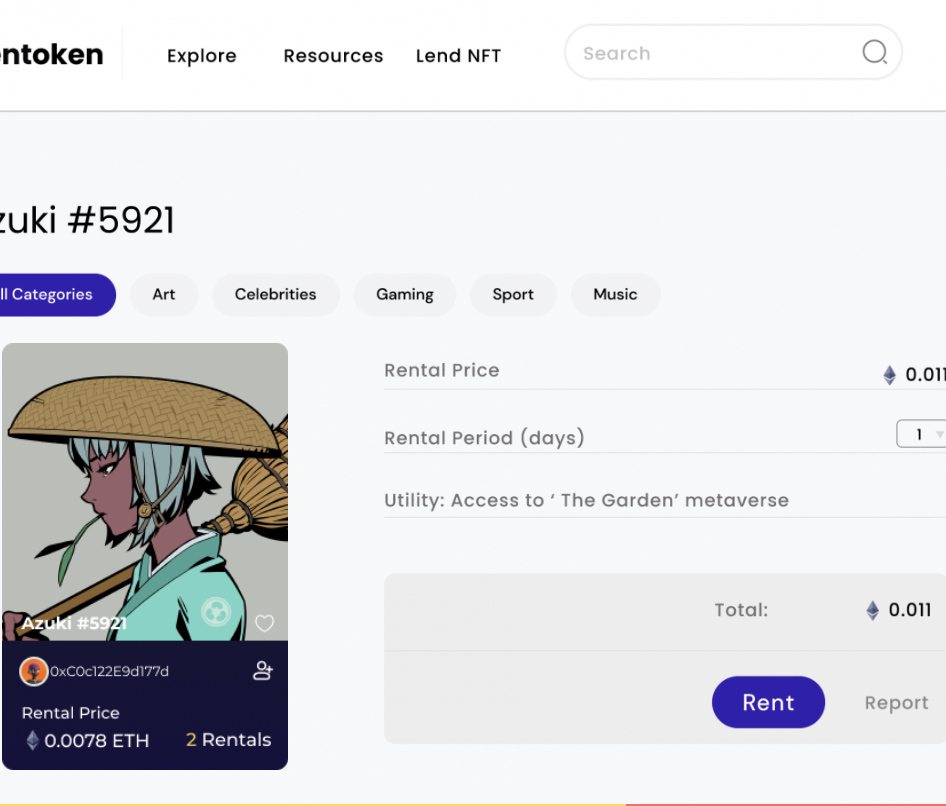 ntoken
Explore
Resources
Lend NFT
Search
zuki #5921
ll Categories
Art
Celebrities
Gaming
Sport
Music
Rental Price
0.011
Rental Period (days)
1
Utility: Access to ‘ The Garden’ metaverse
Azuki #5921
0xC0c122E9d177d
Rental Price
0.0078 ETH
2 Rentals
Total:
0.011
Rent
Report